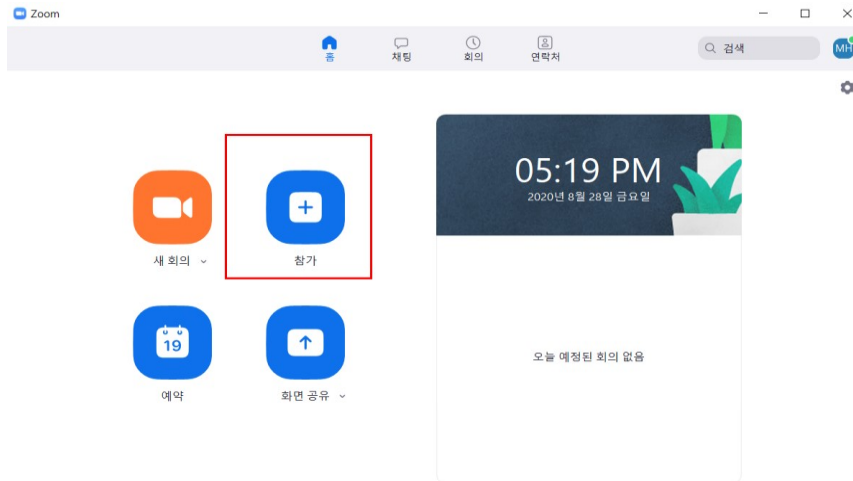 Zoom
홈
채팅
회의
연락처
검색
MH
05:19 PM
2020년 8월 28일 금요일
새 회의
참가
19
예약
화면 공유
오늘 예정된 회의 없음